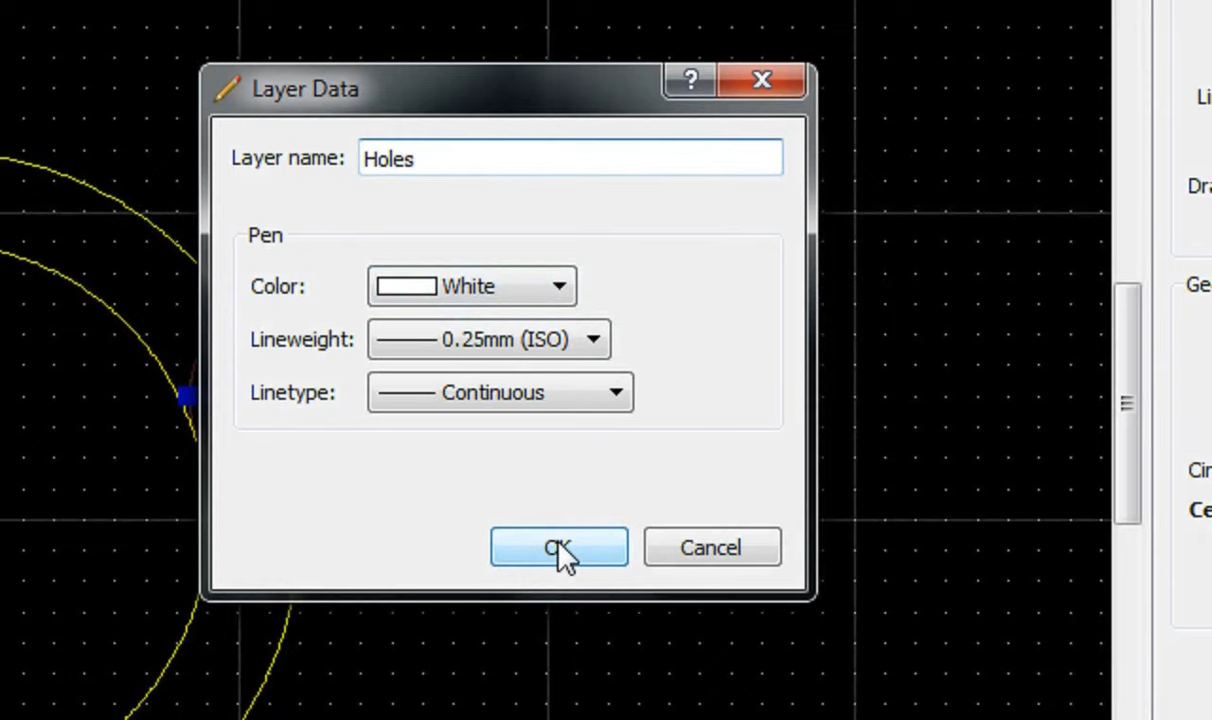 Layer Data
?
Layer name: Holes
Pen
Color: White
Lineweight: 0.25mm (ISO)
Linetype: Continuous
OK Cancel
Li
Dra
Ge
Cir
Ce